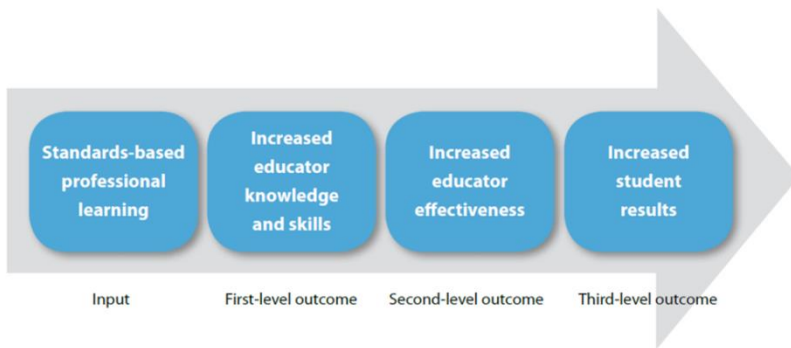 Standards-based
professional
learning
Increased
educator
knowledge
and skills
Increased
educator
effectiveness
Increased
student
results
Input
First-level outcome
Second-level outcome
Third-level outcome